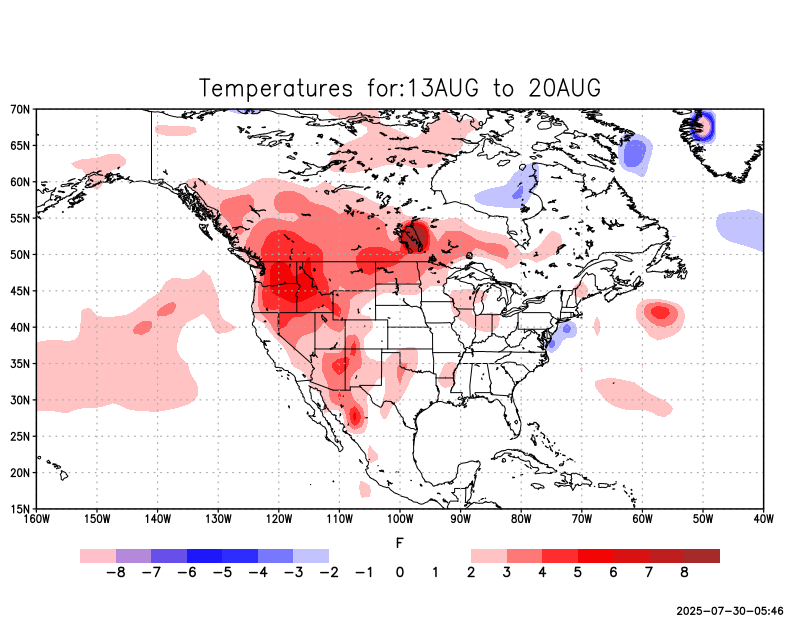 Temperatures for:13AUG to 20AUG
70N
65N
60N
55N
50N
45N
40N
35N
30N
25N
20N
15N
160W 150W 140W 130W 120W 110W 100W 90W 80W 70W 60W 50W 40W
F
−8 −7 −6 −5 −4 −3 −2 −1 0 1 2 3 4 5 6 7 8
2025-07-30-05:46